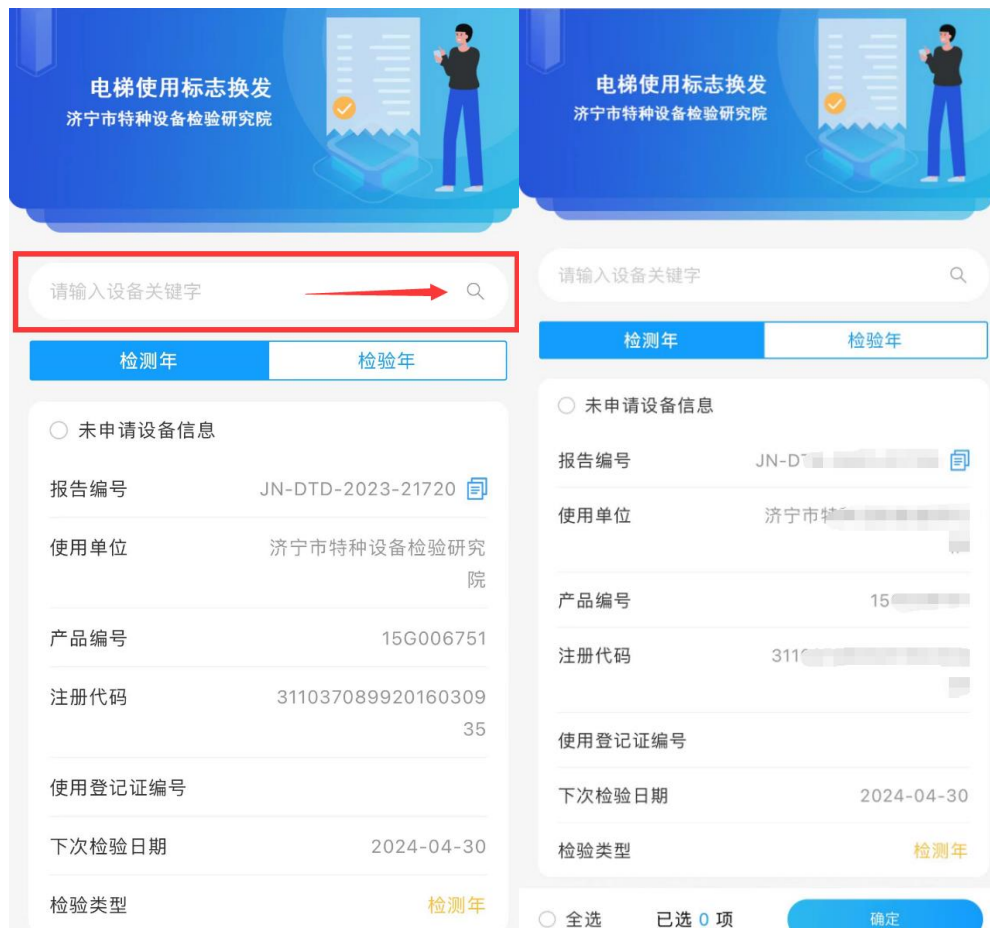 电梯使用标志换发
济宁市特种设备检验研究院
请输入设备关键字
检测年
检验年
未申请设备信息
报告编号 JN-DTD-2023-21720
使用单位 济宁市特种设备检验研究
院
产品编号 15G006751
注册代码 311037089920160309
35
使用登记证编号
下次检验日期 2024-04-30
检验类型 检测年
电梯使用标志换发
济宁市特种设备检验研究院
请输入设备关键字
检测年
检验年
未申请设备信息
报告编号 JN-D
使用单位 济宁市
产品编号 15
注册代码 311
使用登记证编号
下次检验日期 2024-04-30
检验类型 检测年
全选 已选 0 项 确定